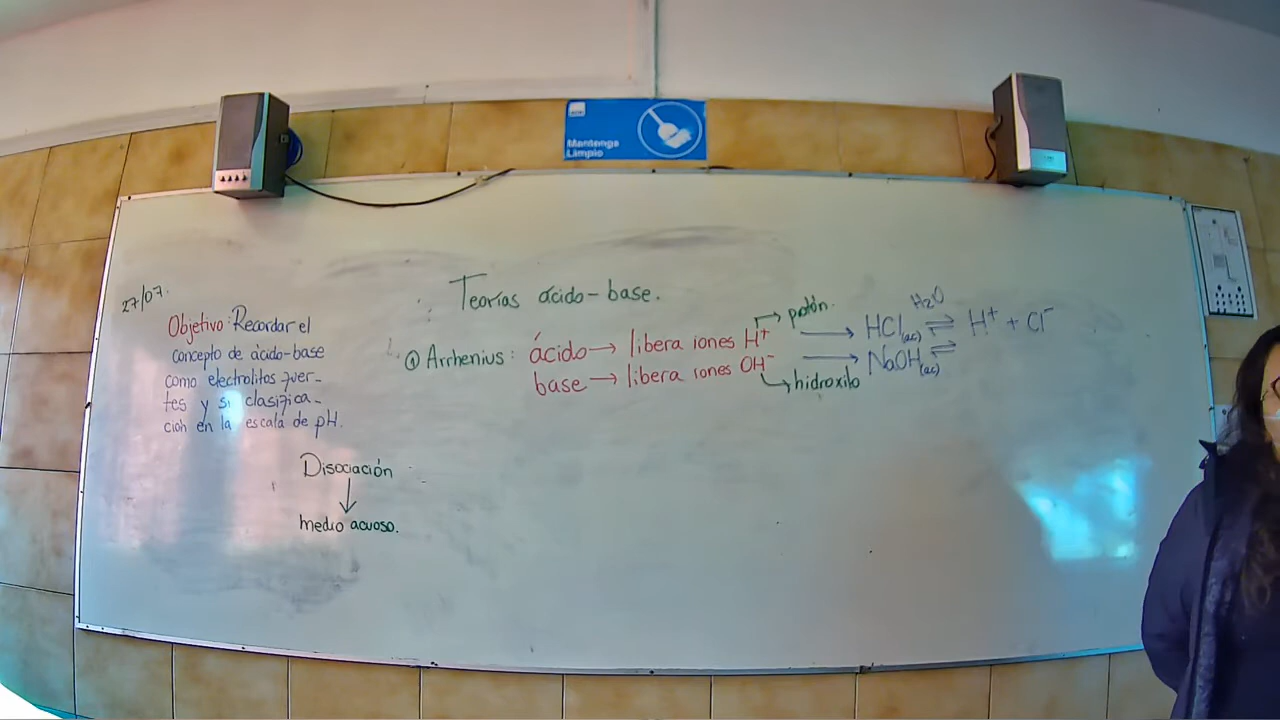 Mantenga
Limpio
27/07.
Teorías ácido-base.
Objetivo: Recordar el
concepto de ácido-base
como electrolitos fuer-
tes y si clasifica-
ción en la escala de pH.
Disociación
↓
medio acuoso.
① Arrhenius: ácido → libera iones H⁺ → HCl(ac) ⇌ H⁺ + Cl⁻
protón.
H₂O
base → libera iones OH⁻ → NaOH(ac) ⇌
hidroxilo